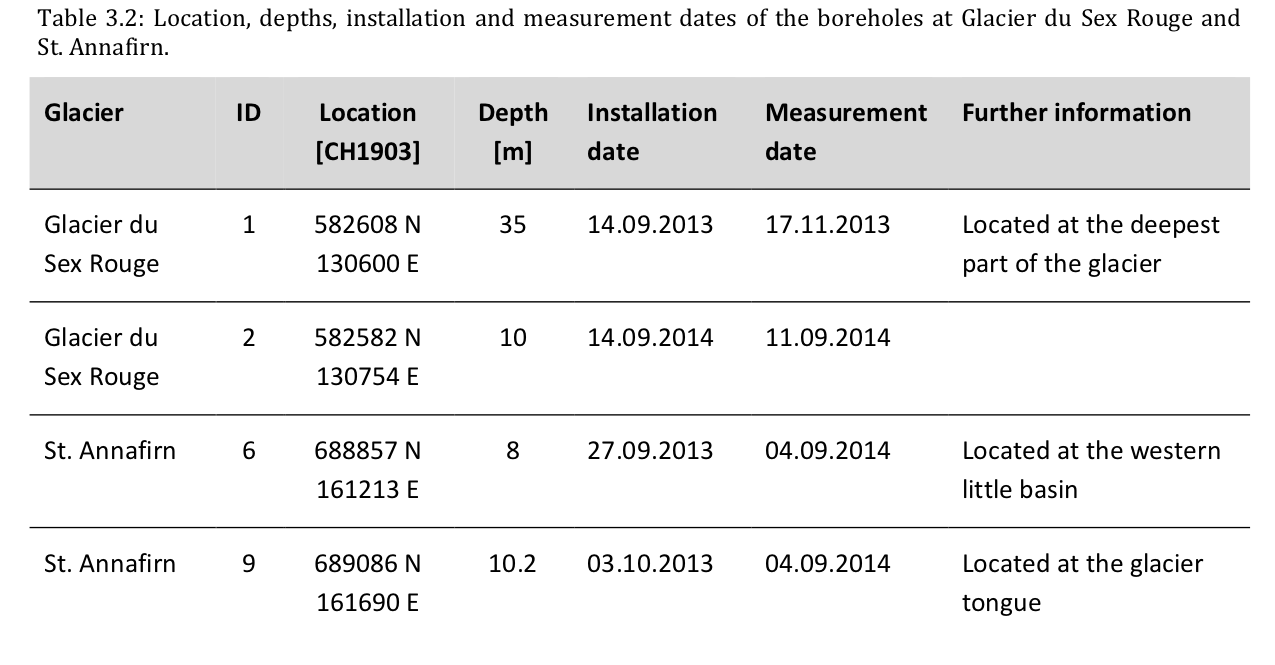 Table 3.2: Location, depths, installation and measurement dates of the boreholes at Glacier du Sex Rouge and
St. Annafirn.
Glacier ID Location Depth Installation Measurement Further information
[CH1903] [m] date date
Glacier du 1 582608 N 35 14.09.2013 17.11.2013 Located at the deepest
Sex Rouge 130600 E part of the glacier
Glacier du 2 582582 N 10 14.09.2014 11.09.2014
Sex Rouge 130754 E
St. Annafirn 6 688857 N 8 27.09.2013 04.09.2014 Located at the western
161213 E little basin
St. Annafirn 9 689086 N 10.2 03.10.2013 04.09.2014 Located at the glacier
161690 E tongue